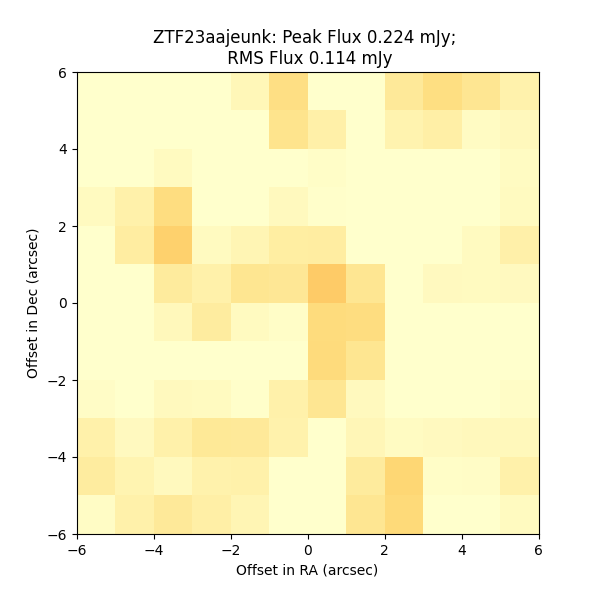 ZTF23aajeunk: Peak Flux 0.224 mJy;
RMS Flux 0.114 mJy
6
4
2
0
−2
−4
−6
Offset in Dec (arcsec)
−6 −4 −2 0 2 4 6
Offset in RA (arcsec)